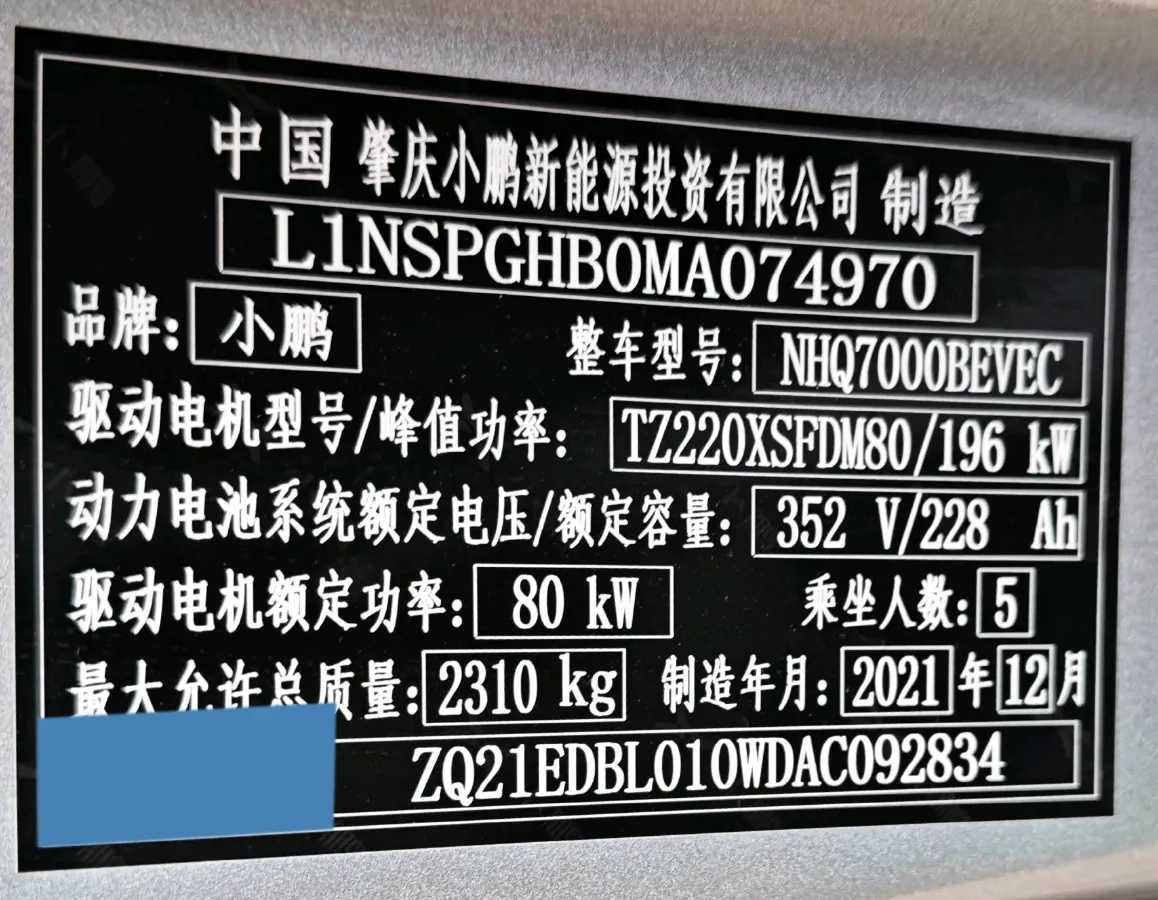 中国 肇庆小鹏新能源投资有限公司 制造
L1NSPGHB0MA074970
品牌: 小鹏 整车型号: NHQ7000BEVEC
驱动电机型号/峰值功率: TZ220XSFDM80/196 kW
动力电池系统额定电压/额定容量: 352 V/228 Ah
驱动电机额定功率: 80 kW 乘坐人数: 5
最大允许总质量: 2310 kg 制造年月: 2021 年 12 月
ZQ21EDBL010WDAC092834